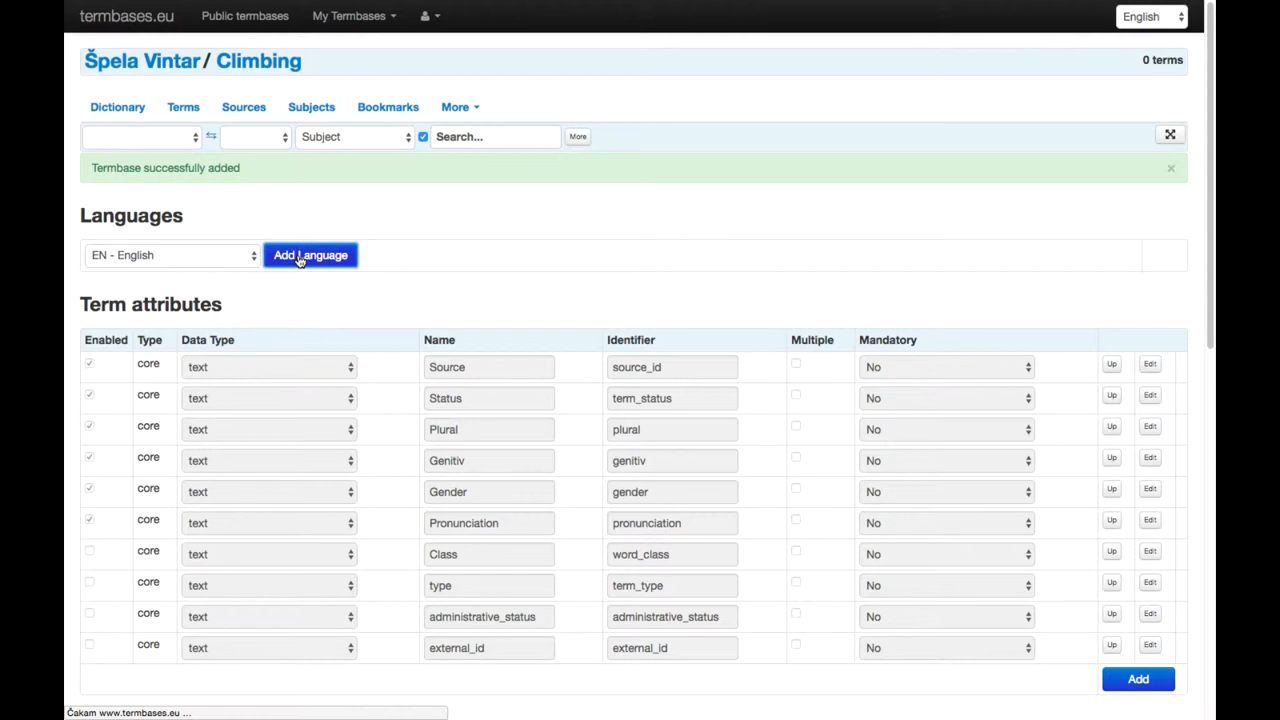 termbases.eu Public termbases My Termbases English
Špela Vintar / Climbing 0 terms
Dictionary Terms Sources Subjects Bookmarks More
Subject Search... More
Termbase successfully added ×
Languages
EN - English Add Language
Term attributes
Enabled Type Data Type Name Identifier Multiple Mandatory
core text Source source_id No Up Edit
core text Status term_status No Up Edit
core text Plural plural No Up Edit
core text Genitiv genitiv No Up Edit
core text Gender gender No Up Edit
core text Pronunciation pronunciation No Up Edit
core text Class word_class No Up Edit
core text type term_type No Up Edit
core text administrative_status administrative_status No Up Edit
core text external_id external_id No Up Edit
Add
Čakam www.termbases.eu ...